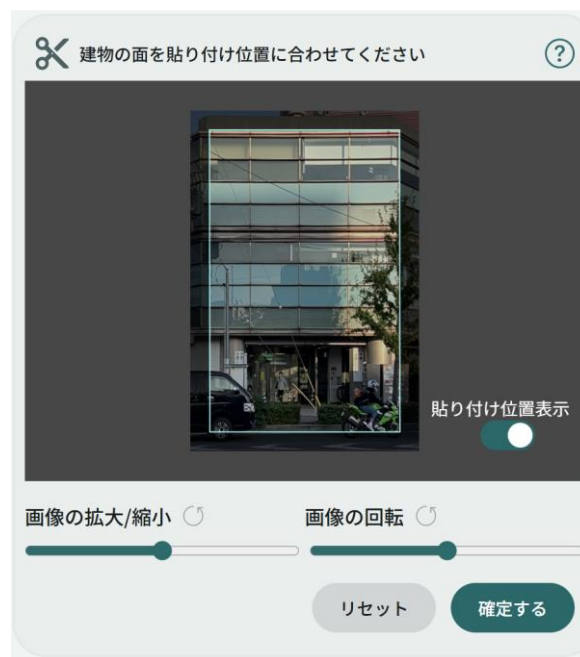 建物の面を貼り付け位置に合わせてください
?
貼り付け位置表示
画像の拡大/縮小
画像の回転
リセット
確定する